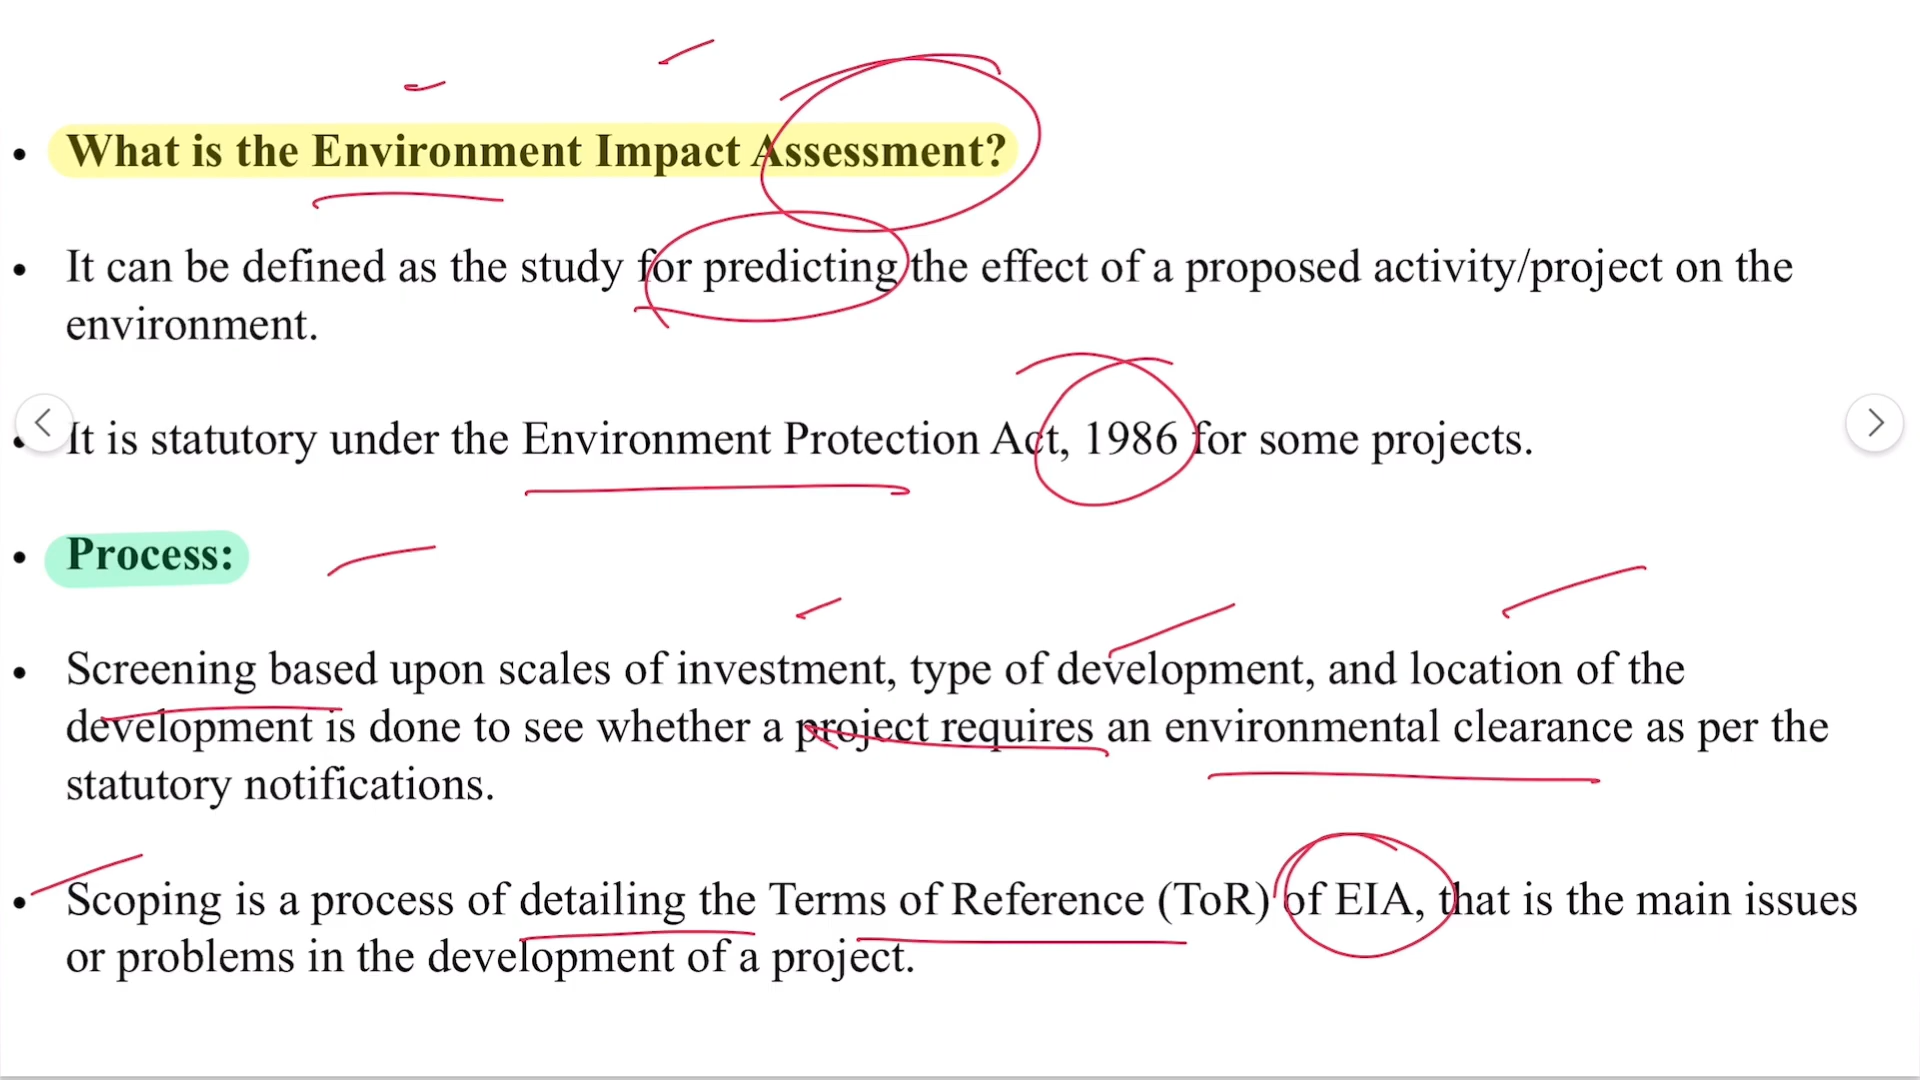 • What is the Environment Impact Assessment?
• It can be defined as the study for predicting the effect of a proposed activity/project on the
environment.
• It is statutory under the Environment Protection Act, 1986 for some projects.
• Process:
• Screening based upon scales of investment, type of development, and location of the
development is done to see whether a project requires an environmental clearance as per the
statutory notifications.
• Scoping is a process of detailing the Terms of Reference (ToR) of EIA, that is the main issues
or problems in the development of a project.